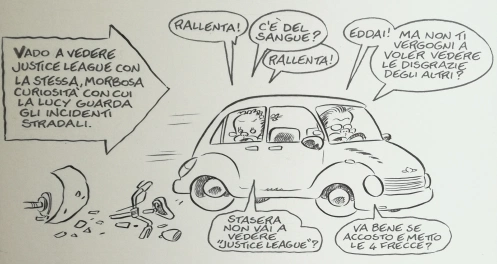 VADO A VEDERE
JUSTICE LEAGUE CON
LA STESSA, MORBOSA
CURIOSITÀ CON CUI
LA LUCY GUARDA
GLI INCIDENTI
STRADALI.
RALLENTA!
C'È DEL
SANGUE?
RALLENTA!
EDDAI!
MA NON TI
VERGOGNI A
VOLER VEDERE
LE DISGRAZIE
DEGLI ALTRI?
STASERA
NON VAI A
VEDERE
"JUSTICE LEAGUE"?
VA BENE SE
ACCOSTO E METTO
LE 4 FRECCE?